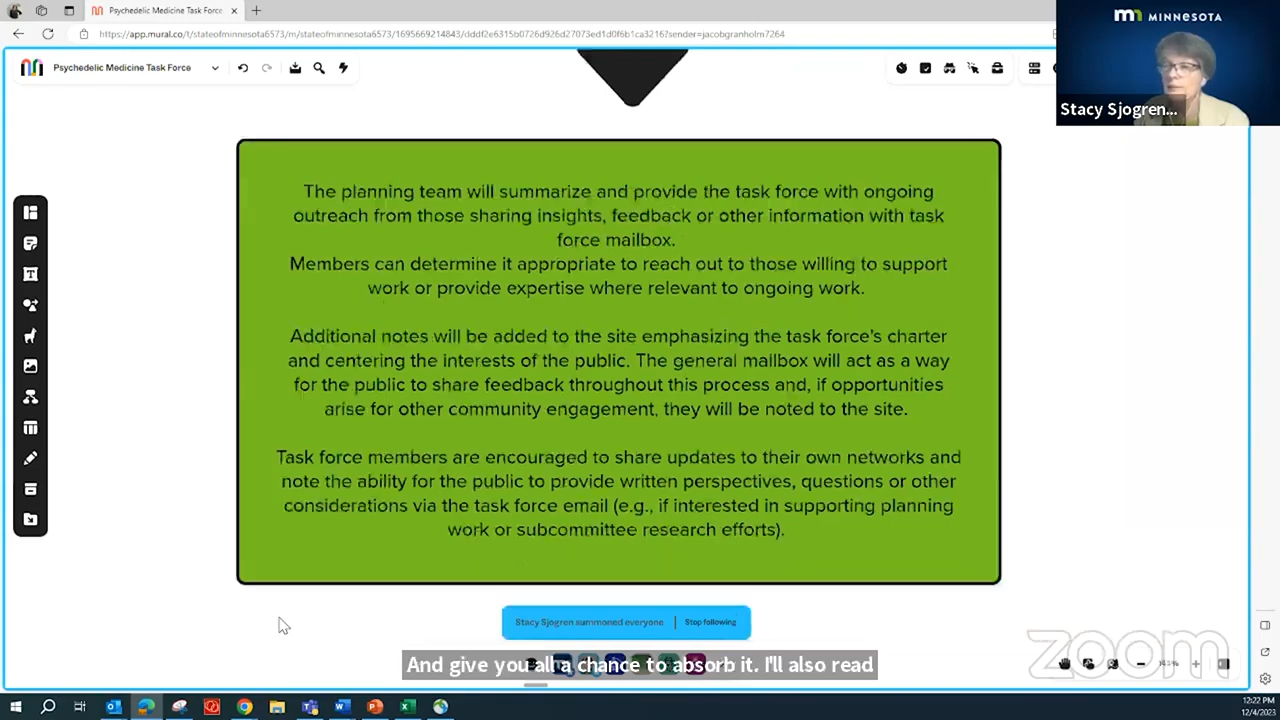 Psychedelic Medicine Task Force
https://app.mural.co/t/stateofminnesota6573/m/stateofminnesota6573/1695669214843/dddf2e6315b0726d926d27073ed1d0f6b1ca3216?sender=jacobgranholm7264
MINNESOTA
Psychedelic Medicine Task Force
Stacy Sjogren...
The planning team will summarize and provide the task force with ongoing
outreach from those sharing insights, feedback or other information with task
force mailbox.
Members can determine it appropriate to reach out to those willing to support
work or provide expertise where relevant to ongoing work.
Additional notes will be added to the site emphasizing the task force's charter
and centering the interests of the public. The general mailbox will act as a way
for the public to share feedback throughout this process and, if opportunities
arise for other community engagement, they will be noted to the site.
Task force members are encouraged to share updates to their own networks and
note the ability for the public to provide written perspectives, questions or other
considerations via the task force email (e.g., if interested in supporting planning
work or subcommittee research efforts).
Stacy Sjogren summoned everyone | Stop following
zoom
And give you all a chance to absorb it. I'll also read
12:22 PM
12/4/2023